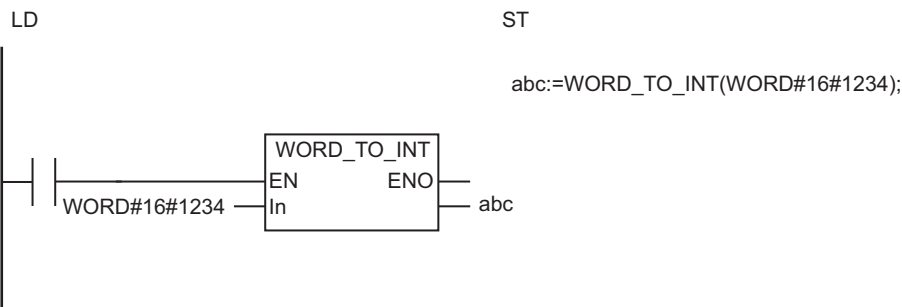 LD
ST
abc:=WORD_TO_INT(WORD#16#1234);
WORD_TO_INT
EN ENO
WORD#16#1234 In abc